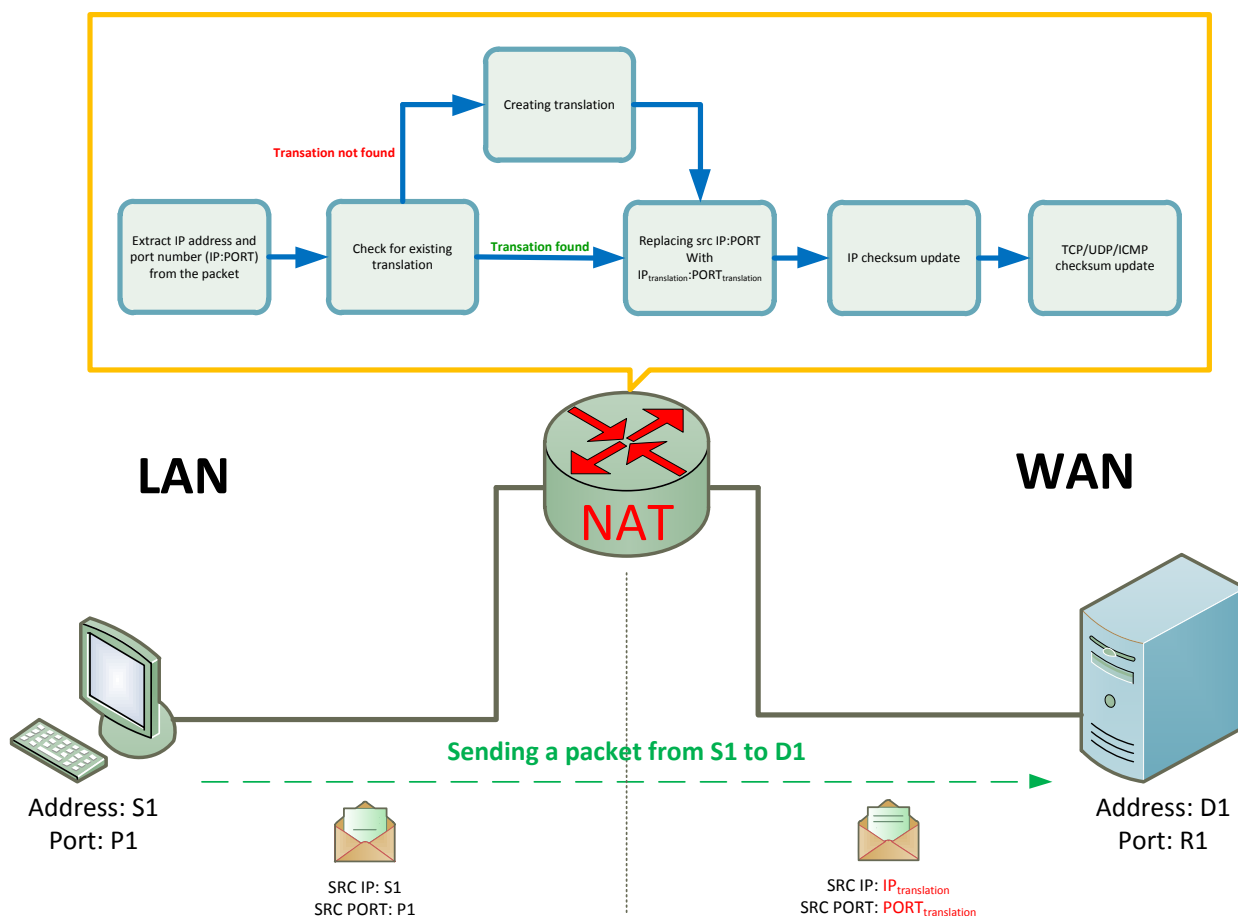 Creating translation
Transation not found
Extract IP address and
port number (IP:PORT)
from the packet
Check for existing
translation
Transation found
Replacing src IP:PORT
With
IPtranslation:PORTtranslation
IP checksum update
TCP/UDP/ICMP
checksum update
LAN
WAN
NAT
Sending a packet from S1 to D1
Address: S1
Port: P1
Address: D1
Port: R1
SRC IP: S1
SRC PORT: P1
SRC IP: IPtranslation
SRC PORT: PORTtranslation